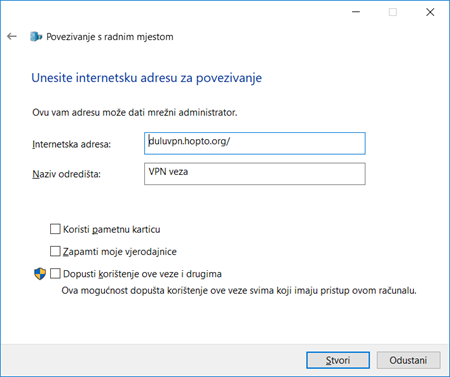 Povezivanje s radnim mjestom
Unesite internetsku adresu za povezivanje
Ovu vam adresu može dati mrežni administrator.
Internetska adresa: duluvpn.hopto.org/
Naziv odredišta: VPN veza
Koristi pametnu karticu
Zapamti moje vjerodajnice
Dopusti korištenje ove veze i drugima
Ova mogućnost dopušta korištenje ove veze svima koji imaju pristup ovom računalu.
Stvori Odustani